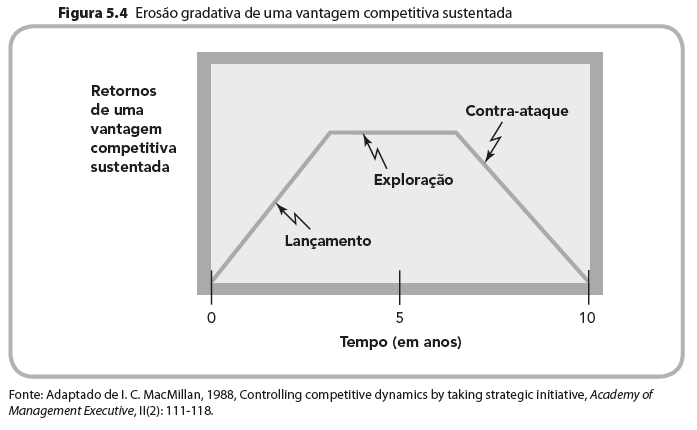 Figura 5.4 Erosão gradativa de uma vantagem competitiva sustentada
Retornos
de uma
vantagem
competitiva
sustentada
Contra-ataque
Exploração
Lançamento
0
5
10
Tempo (em anos)
Fonte: Adaptado de I. C. MacMillan, 1988, Controlling competitive dynamics by taking strategic initiative, Academy of
Management Executive, II(2): 111-118.